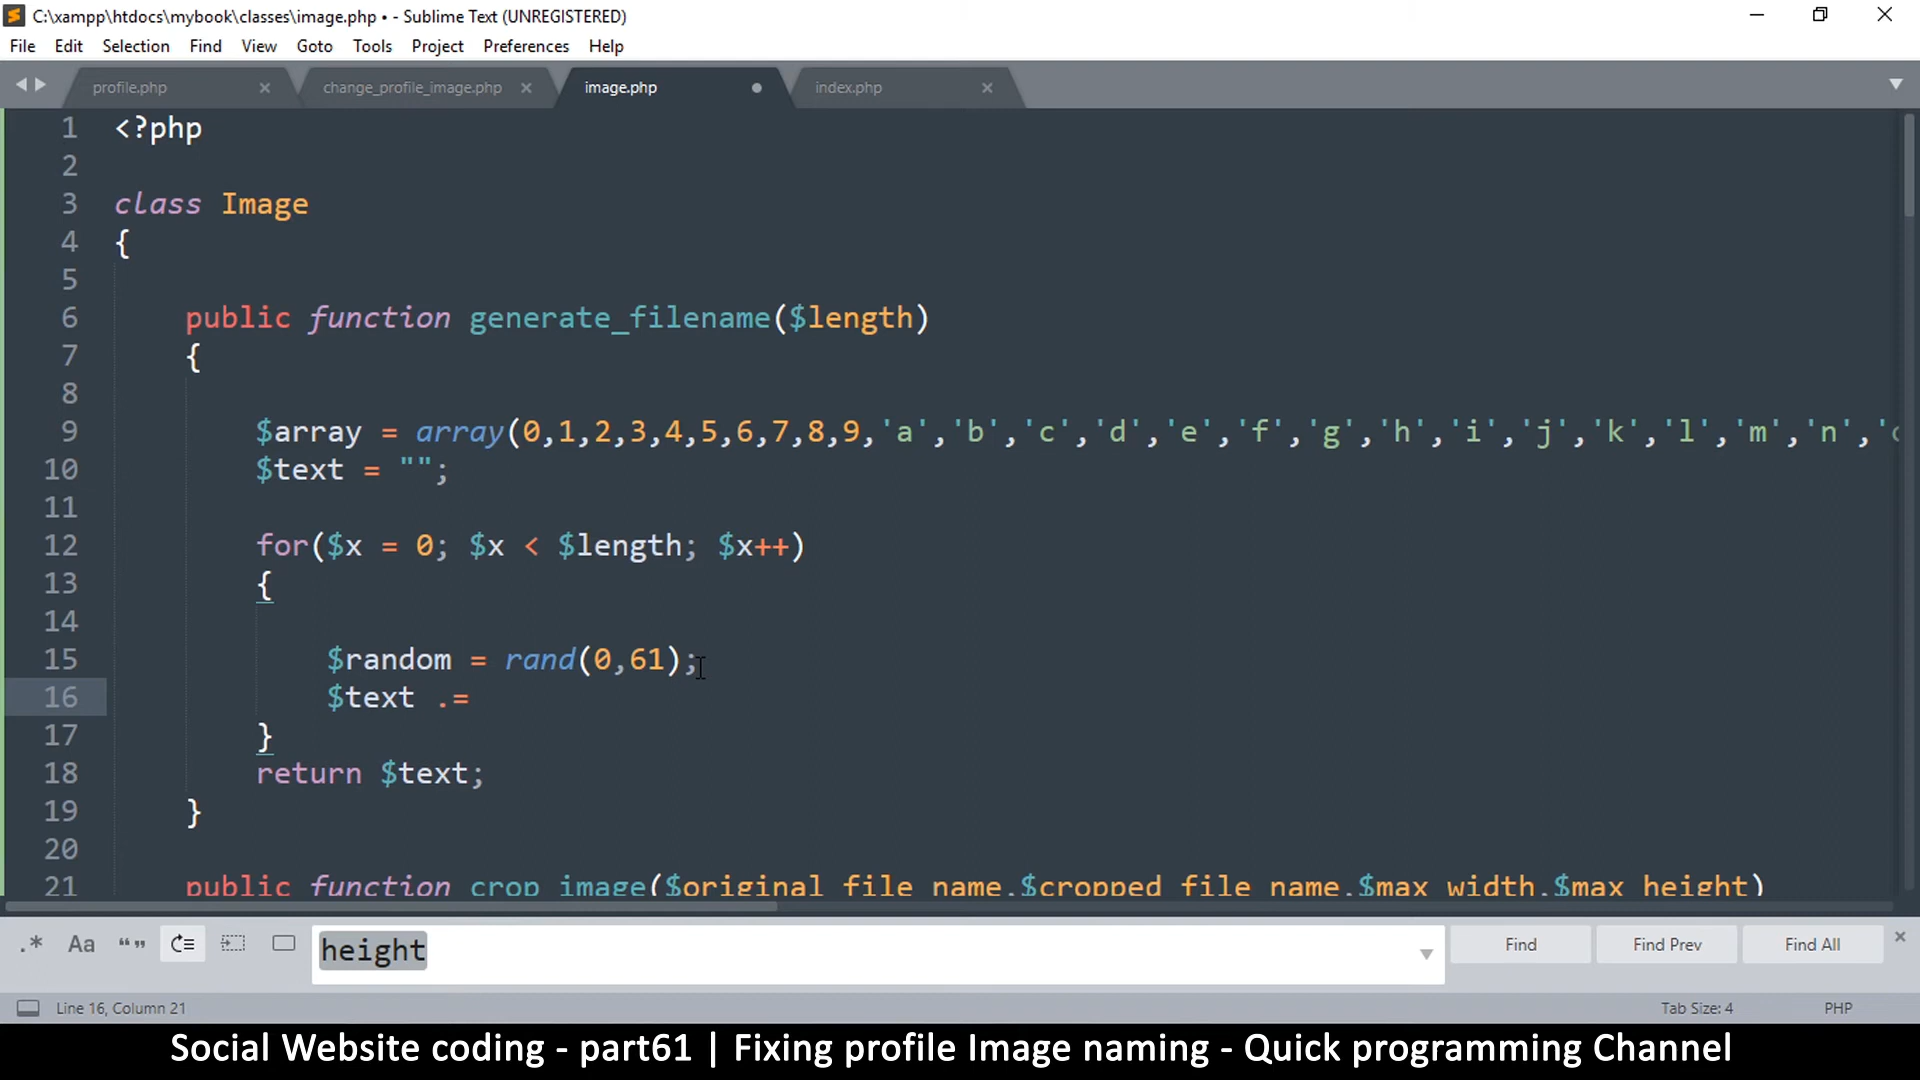 C:\xampp\htdocs\mybook\classes\image.php • - Sublime Text (UNREGISTERED)
File Edit Selection Find View Goto Tools Project Preferences Help
profile.php change_profile_image.php image.php index.php
1 <?php
2
3 class Image
4 {
5
6 public function generate_filename($length)
7 {
8
9 $array = array(0,1,2,3,4,5,6,7,8,9,'a','b','c','d','e','f','g','h','i','j','k','l','m','n','
10 $text = "";
11
12 for($x = 0; $x < $length; $x++)
13 {
14
15 $random = rand(0,61);
16 $text .=
17 }
18 return $text;
19 }
20
21 public function crop_image($original_file_name,$cropped_file_name,$max_width,$max_height)
.* Aa “” height Find Find Prev Find All
Line 16, Column 21 Tab Size: 4 PHP
Social Website coding - part61 | Fixing profile Image naming - Quick programming Channel